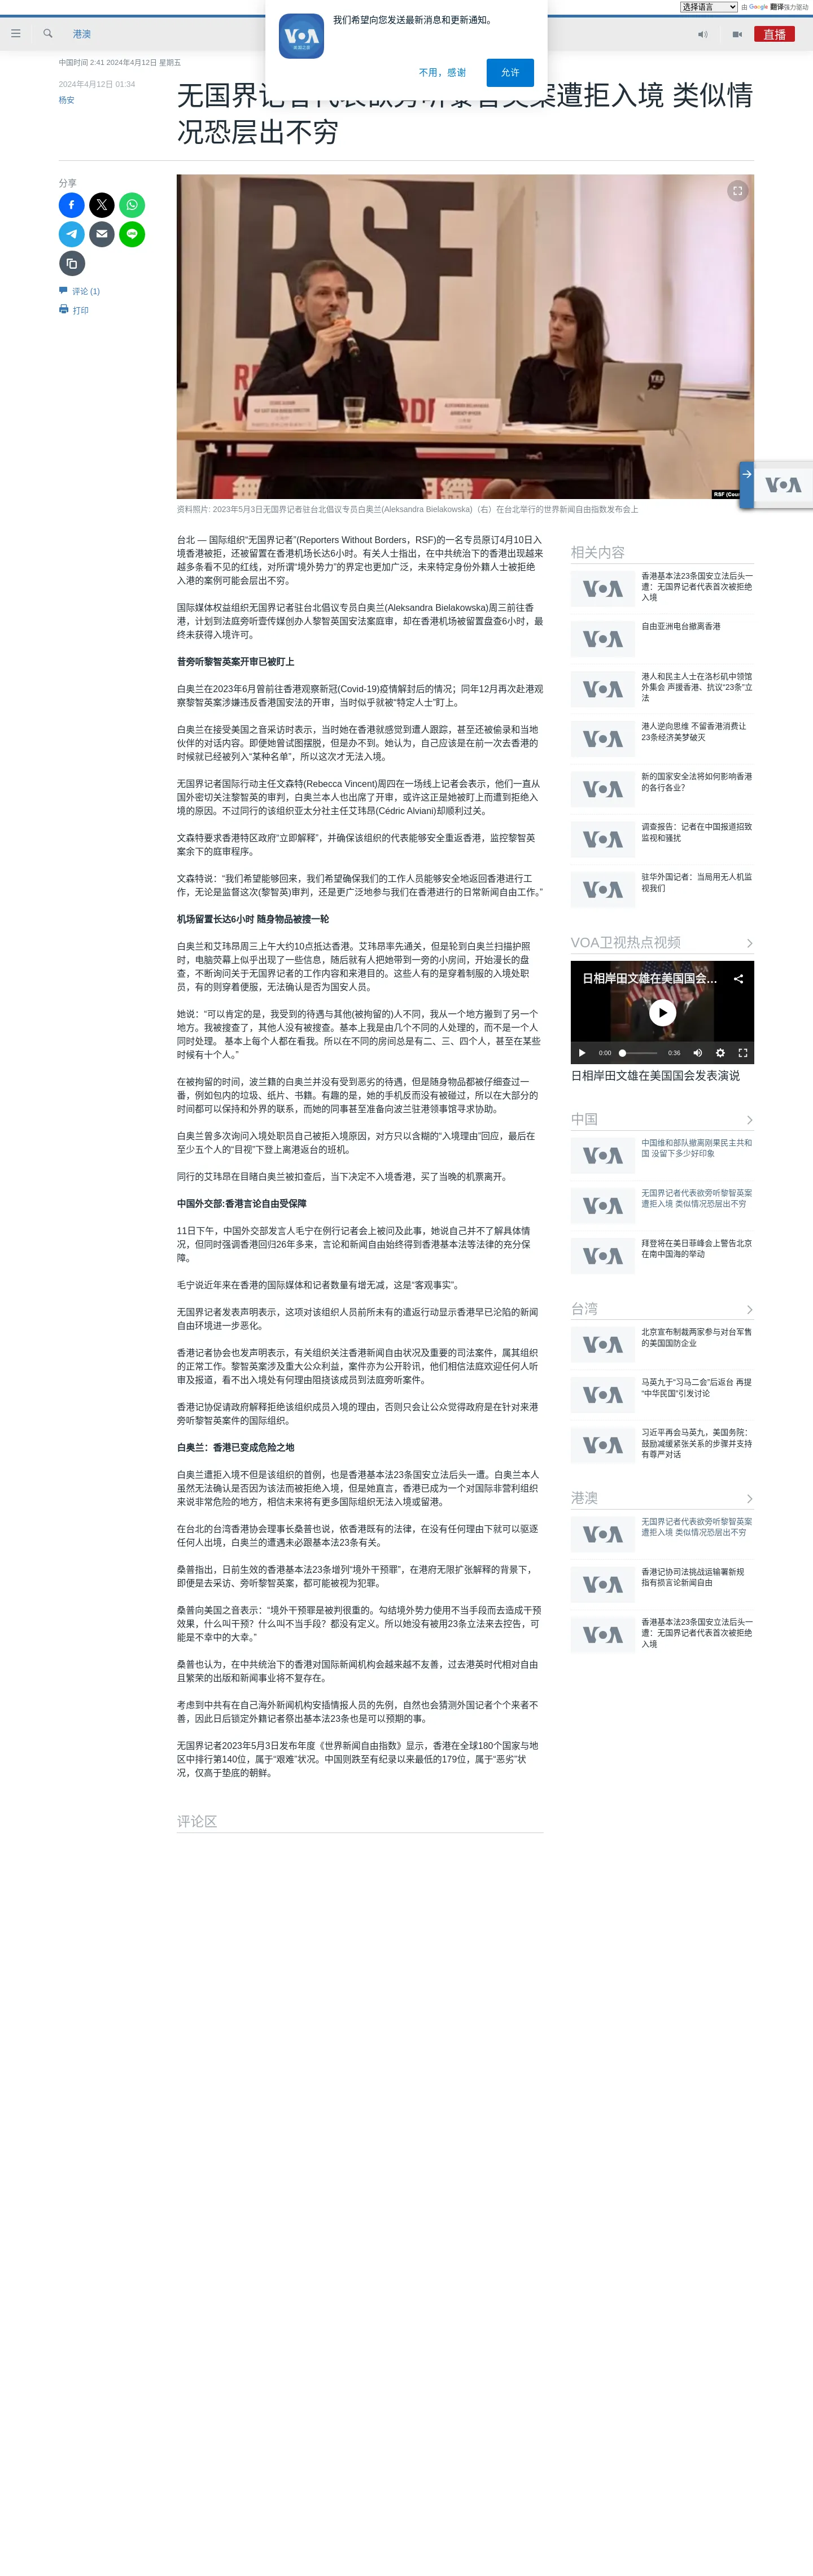 选择语言 由 Google 翻译强力驱动
我们希望向您发送最新消息和更新通知。
不用，感谢
允许
港澳
直播
中国时间 2:41 2024年4月12日 星期五
2024年4月12日 01:34
杨安
无国界记者代表欲旁听黎智英案遭拒入境 类似情
况恐层出不穷
分享
评论 (1)
打印
RSF
资料照片: 2023年5月3日无国界记者驻台北倡议专员白奥兰(Aleksandra Bielakowska)（右）在台北举行的世界新闻自由指数发布会上
台北 — 国际组织“无国界记者”(Reporters Without Borders，RSF)的一名专员原订4月10日入
境香港被拒，还被留置在香港机场长达6小时。有关人士指出，在中共统治下的香港出现越来
越多条看不见的红线，对所谓“境外势力”的界定也更加广泛，未来特定身份外籍人士被拒绝
入港的案例可能会层出不穷。
国际媒体权益组织无国界记者驻台北倡议专员白奥兰(Aleksandra Bielakowska)周三前往香
港，计划到法庭旁听壹传媒创办人黎智英国安法案庭审，却在香港机场被留置盘查6小时，最
终未获得入境许可。
昔旁听黎智英案开审已被盯上
白奥兰在2023年6月曾前往香港观察新冠(Covid-19)疫情解封后的情况；同年12月再次赴港观
察黎智英案涉嫌违反香港国安法的开审，当时似乎就被“特定人士”盯上。
白奥兰在接受美国之音采访时表示，当时她在香港就感觉到遭人跟踪，甚至还被偷录和当地
伙伴的对话内容。即便她曾试图摆脱，但是办不到。她认为，自己应该是在前一次去香港的
时候就已经被列入“某种名单”，所以这次才无法入境。
无国界记者国际行动主任文森特(Rebecca Vincent)周四在一场线上记者会表示，他们一直从
国外密切关注黎智英的审判，白奥兰本人也出席了开审，或许这正是她被盯上而遭到拒绝入
境的原因。不过同行的该组织亚太分社主任艾玮昂(Cédric Alviani)却顺利过关。
文森特要求香港特区政府“立即解释”，并确保该组织的代表能够安全重返香港，监控黎智英
案余下的庭审程序。
文森特说：“我们希望能够回来，我们希望确保我们的工作人员能够安全地返回香港进行工
作，无论是监督这次(黎智英)审判，还是更广泛地参与我们在香港进行的日常新闻自由工作。”
机场留置长达6小时 随身物品被搜一轮
白奥兰和艾玮昂周三上午大约10点抵达香港。艾玮昂率先通关，但是轮到白奥兰扫描护照
时，电脑荧幕上似乎出现了一些信息，随后就有人把她带到一旁的小房间，开始漫长的盘
查，不断询问关于无国界记者的工作内容和来港目的。这些人有的是穿着制服的入境处职
员，有的则穿着便服，无法确认是否为国安人员。
她说：“可以肯定的是，我受到的待遇与其他(被拘留的)人不同，我从一个地方搬到了另一个
地方。我被搜查了，其他人没有被搜查。基本上我是由几个不同的人处理的，而不是一个人
同时处理。 基本上每个人都在看我。所以在不同的房间总是有二、三、四个人，甚至在某些
时候有十个人。”
在被拘留的时间，波兰籍的白奥兰并没有受到恶劣的待遇，但是随身物品都被仔细查过一
番，例如包内的垃圾、纸片、书籍。有趣的是，她的手机反而没有被碰过，所以在大部分的
时间都可以保持和外界的联系，而她的同事甚至准备向波兰驻港领事馆寻求协助。
白奥兰曾多次询问入境处职员自己被拒入境原因，对方只以含糊的“入境理由”回应，最后在
至少五个人的“目视”下登上离港返台的班机。
同行的艾玮昂在目睹白奥兰被扣查后，当下决定不入境香港，买了当晚的机票离开。
中国外交部:香港言论自由受保障
11日下午，中国外交部发言人毛宁在例行记者会上被问及此事，她说自己并不了解具体情
况，但同时强调香港回归26年多来，言论和新闻自由始终得到香港基本法等法律的充分保
障。
毛宁说近年来在香港的国际媒体和记者数量有增无减，这是“客观事实”。
无国界记者发表声明表示，这项对该组织人员前所未有的遣返行动显示香港早已沦陷的新闻
自由环境进一步恶化。
香港记者协会也发声明表示，有关组织关注香港新闻自由状况及重要的司法案件，属其组织
的正常工作。黎智英案涉及重大公众利益，案件亦为公开聆讯，他们相信法庭欢迎任何人听
审及报道，看不出入境处有何理由阻挠该成员到法庭旁听案件。
香港记协促请政府解释拒绝该组织成员入境的理由，否则只会让公众觉得政府是在针对来港
旁听黎智英案件的国际组织。
白奥兰：香港已变成危险之地
白奥兰遭拒入境不但是该组织的首例，也是香港基本法23条国安立法后头一遭。白奥兰本人
虽然无法确认是否因为该法而被拒绝入境，但是她直言，香港已成为一个对国际非营利组织
来说非常危险的地方，相信未来将有更多国际组织无法入境或留港。
在台北的台湾香港协会理事长桑普也说，依香港既有的法律，在没有任何理由下就可以驱逐
任何人出境，白奥兰的遭遇未必跟基本法23条有关。
桑普指出，日前生效的香港基本法23条增列“境外干预罪”，在港府无限扩张解释的背景下，
即便是去采访、旁听黎智英案，都可能被视为犯罪。
桑普向美国之音表示：“境外干预罪是被判很重的。勾结境外势力使用不当手段而去造成干预
效果，什么叫干预？什么叫不当手段？都没有定义。所以她没有被用23条立法来去控告，可
能是不幸中的大幸。”
桑普也认为，在中共统治下的香港对国际新闻机构会越来越不友善，过去港英时代相对自由
且繁荣的出版和新闻事业将不复存在。
考虑到中共有在自己海外新闻机构安插情报人员的先例，自然也会猜测外国记者个个来者不
善，因此日后锁定外籍记者祭出基本法23条也是可以预期的事。
无国界记者2023年5月3日发布年度《世界新闻自由指数》显示，香港在全球180个国家与地
区中排行第140位，属于“艰难”状况。中国则跌至有纪录以来最低的179位，属于“恶劣”状
况，仅高于垫底的朝鲜。
评论区
相关内容
香港基本法23条国安立法后头一
遭：无国界记者代表首次被拒绝
入境
自由亚洲电台撤离香港
港人和民主人士在洛杉矶中领馆
外集会 声援香港、抗议“23条”立
法
港人逆向思维 不留香港消费让
23条经济美梦破灭
新的国家安全法将如何影响香港
的各行各业?
调查报告：记者在中国报道招致
监视和骚扰
驻华外国记者：当局用无人机监
视我们
VOA卫视热点视频
日相岸田文雄在美国国会...
0:00
0:36
日相岸田文雄在美国国会发表演说
中国
中国维和部队撤离刚果民主共和
国 没留下多少好印象
无国界记者代表欲旁听黎智英案
遭拒入境 类似情况恐层出不穷
拜登将在美日菲峰会上警告北京
在南中国海的举动
台湾
北京宣布制裁两家参与对台军售
的美国国防企业
马英九于“习马二会”后返台 再提
“中华民国”引发讨论
习近平再会马英九，美国务院：
鼓励减缓紧张关系的步骤并支持
有尊严对话
港澳
无国界记者代表欲旁听黎智英案
遭拒入境 类似情况恐层出不穷
香港记协司法挑战运输署新规
指有损言论新闻自由
香港基本法23条国安立法后头一
遭：无国界记者代表首次被拒绝
入境